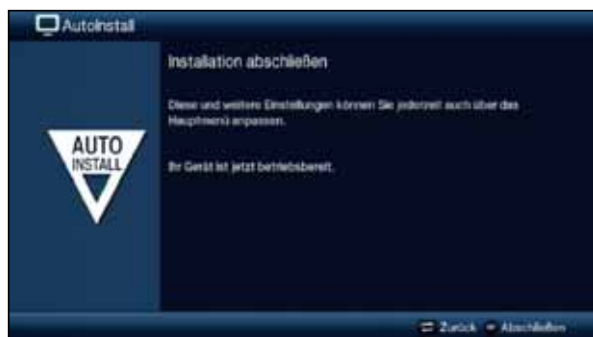 AutoInstall
Installation abschließen
Diese und weitere Einstellungen können Sie jederzeit auch über das
Hauptmenü anpassen.
AUTO
INSTALL
Ihr Gerät ist jetzt betriebsbereit.
Zurück Abschließen